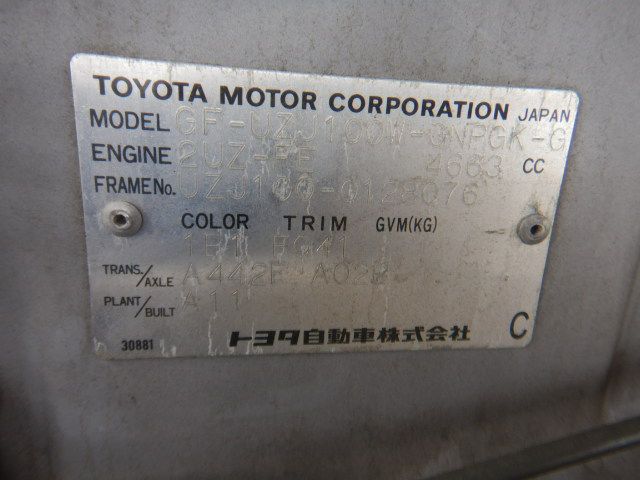 TOYOTA MOTOR CORPORATION JAPAN
MODEL GF-UZJ100W-GNPGK-G
ENGINE 2UZ-FE 4663 CC
FRAME No. UZJ100-0128076
COLOR TRIM GVM(KG)
1B1 FG41
TRANS./AXLE A442F A02B
PLANT/BUILT A11
30881 トヨタ自動車株式会社 C